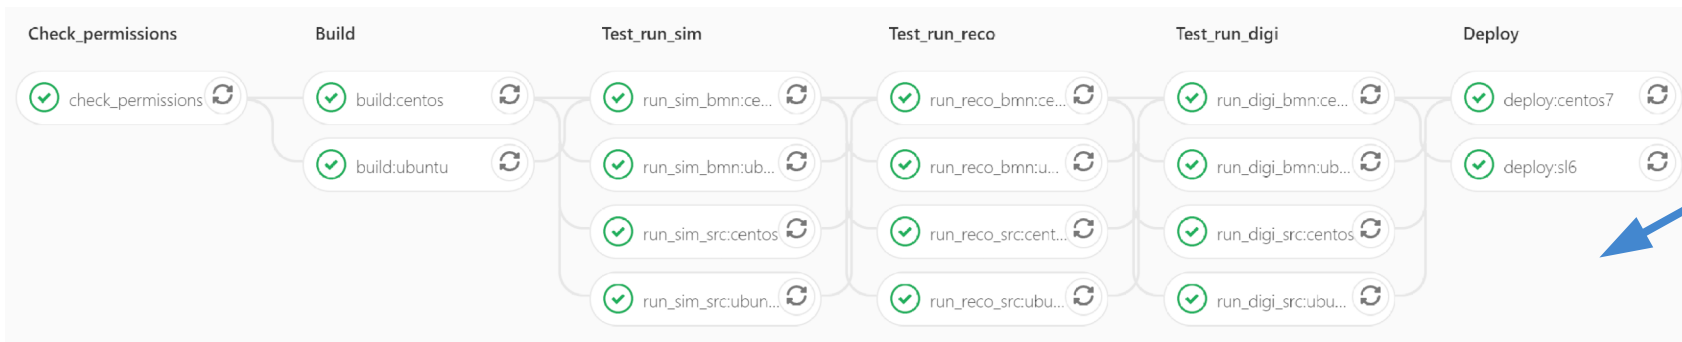 Check_permissions Build Test_run_sim Test_run_reco Test_run_digi Deploy
check_permissions build:centos run_sim_bmn:ce... run_reco_bmn:ce... run_digi_bmn:ce... deploy:centos7
build:ubuntu run_sim_bmn:ub... run_reco_bmn:u... run_digi_bmn:ub... deploy:sl6
run_sim_src:centos run_reco_src:cent... run_digi_src:centos
run_sim_src:ubun... run_reco_src:ubu... run_digi_src:ubu...